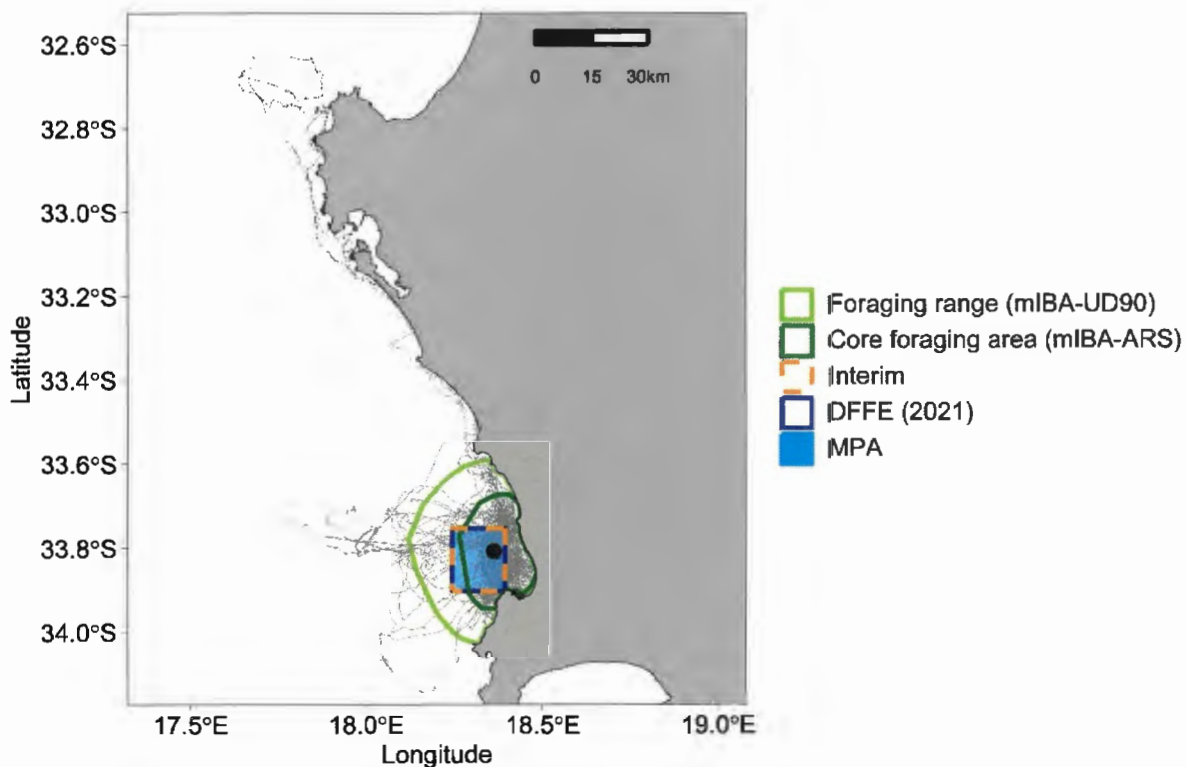 0 15 30km
32.6°S
32.8°S
33.0°S
33.2°S
33.4°S
33.6°S
33.8°S
34.0°S
Latitude
17.5°E 18.0°E 18.5°E 19.0°E
Longitude
Foraging range (mIBA-UD90)
Core foraging area (mIBA-ARS)
Interim
DFFE (2021)
MPA